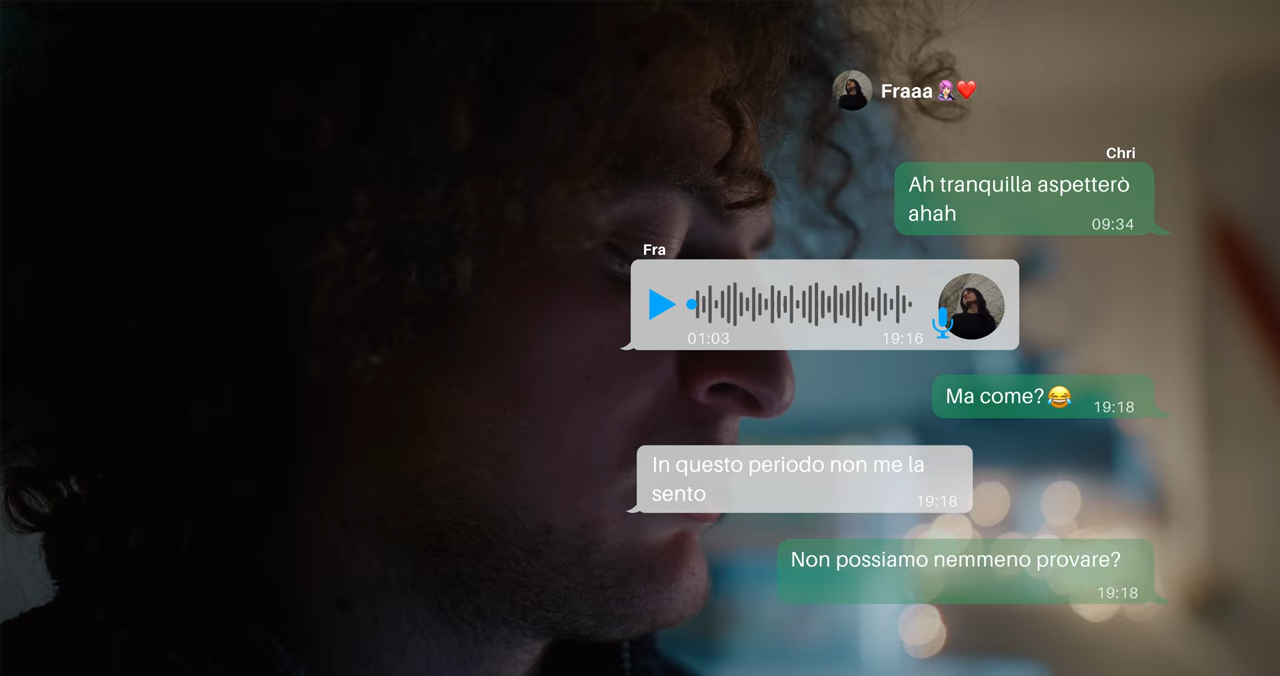 Fraaa 👩🏻‍🎤❤️
Chri
Ah tranquilla aspetterò
ahah
09:34
Fra
01:03
19:16
Ma come?😂
19:18
In questo periodo non me la
sento
19:18
Non possiamo nemmeno provare?
19:18